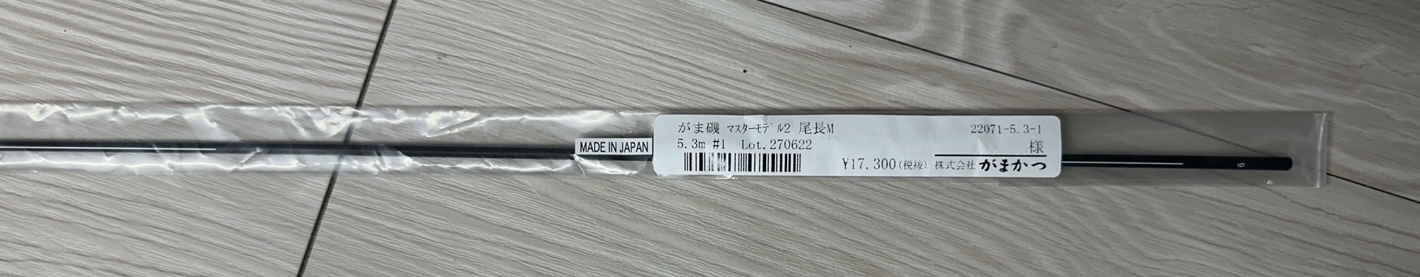 MADE IN JAPAN
がま磯 ﾏｽﾀｰﾓﾃﾞﾙ2 尾長M
22071-5.3-1
5.3m #1 Lot.270622
様
¥17,300(税抜) 株式会社 がまかつ